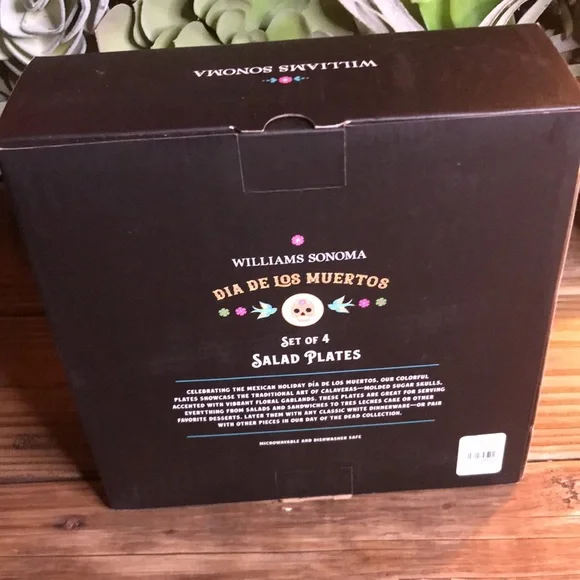 WILLIAMS SONOMA
WILLIAMS SONOMA
DIA DE LOS MUERTOS
SET OF 4
SALAD PLATES
CELEBRATING THE MEXICAN HOLIDAY DÍA DE LOS MUERTOS, OUR COLORFUL
PLATES SHOWCASE THE TRADITIONAL ART OF CALAVERAS—MOLDED SUGAR SKULLS,
ACCENTED WITH VIBRANT FLORAL GARLANDS. THESE PLATES ARE GREAT FOR SERVING
EVERYTHING FROM SALADS AND SANDWICHES TO TRES LECHES CAKE OR OTHER
FAVORITE DESSERTS. LAYER THEM WITH ANY CLASSIC WHITE DINNERWARE—OR PAIR
WITH OTHER PIECES IN OUR DAY OF THE DEAD COLLECTION.
MICROWAVABLE AND DISHWASHER SAFE